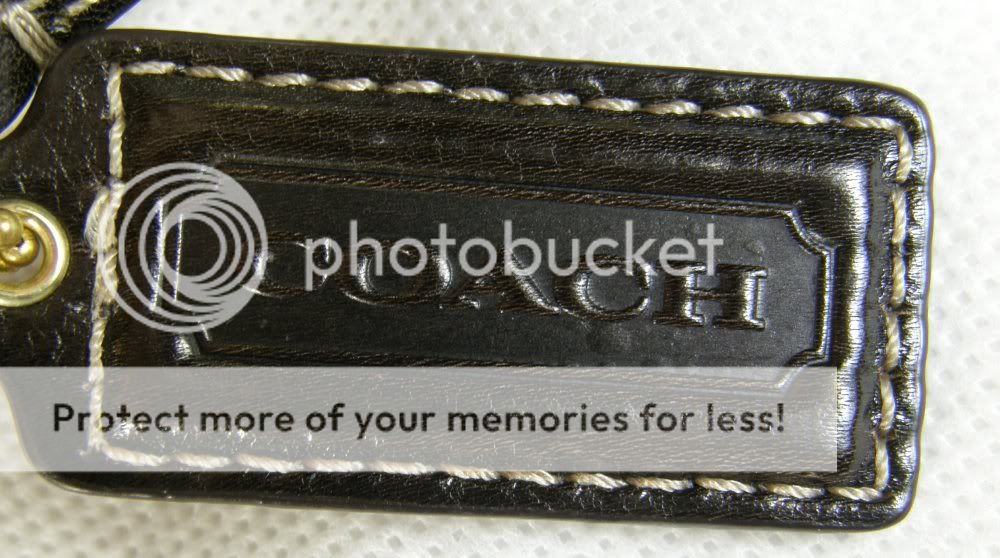 photobucket
COACH
Protect more of your memories for less!